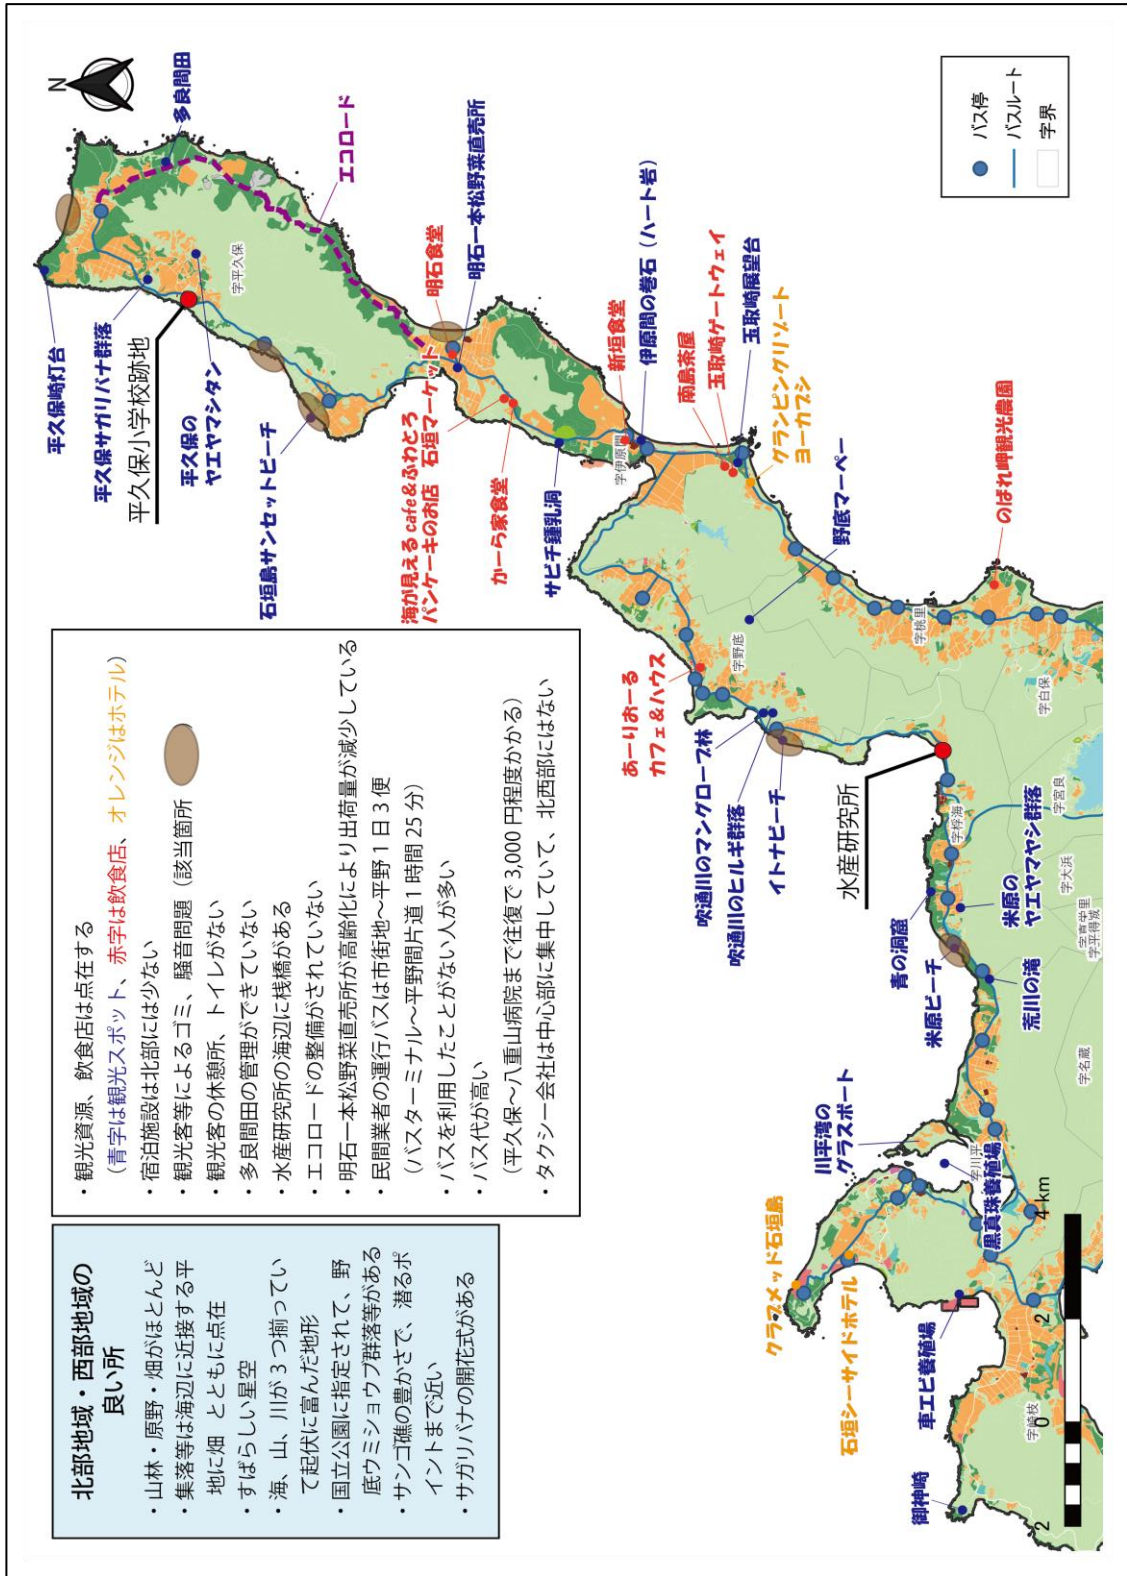 北部地域・西部地域の
良い所
・山林・原野・畑がほとんど
・集落等は海辺に近接する平
地に畑 とともに点在
・すばらしい星空
・海、山、川が3つ揃ってい
て起伏に富んだ地形
・国立公園に指定されて、野
底ウミショウブ群落等がある
・サンゴ礁の豊かさで、潜るポ
イントまで近い
・サガリバナの開花式がある
・観光資源、飲食店は点在する
(青字は観光スポット、赤字は飲食店、オレンジはホテル)
・宿泊施設は北部には少ない
・観光客等によるゴミ、騒音問題(該当箇所)
・観光客の休憩所、トイレがない
・多良間田の管理ができていない
・水産研究所の海辺に桟橋がある
・エコロードの整備がされていない
・明石一本松野菜直売所が高齢化により出荷量が減少している
・民間業者の運行バスは市街地～平野1日3便
(バスターミナル～平野間片道1時間25分)
・バスを利用したことがない人が多い
・バス代が高い
(平久保～八重山病院まで往復で3,000円程度かかる)
・タクシー会社は中心部に集中していて、北西部にはない
N
平久保崎灯台
多良間田
平久保サガリバナ群落
平久保小学校跡地
平久保の
ヤエヤマシタン
字平久保
エコロード
石垣島サンセットビーチ
明石食堂
明石一本松野菜直売所
海が見えるcafe&ふわとろ
パンケーキのお店 石垣マーケット
かーら家食堂
サビチ鍾乳洞
新垣食堂
字伊原間
伊原間の巻石(ハート岩)
南島茶屋
玉取崎ゲートウェイ
玉取崎展望台
グランピングリゾート
ヨーカブシ
野底マーペー
字野底
あーりおーる
カフェ&ハウス
吹通川のマングローブ林
吹通川のヒルギ群落
イトナビーチ
のばれ岬観光農園
字桃里
字白保
水産研究所
字桴海
字宮良
字大浜
字真栄里
字平得
青の洞窟
米原の
ヤエヤマヤシ群落
米原ビーチ
荒川の滝
字名蔵
川平湾の
グラスボート
字川平
黒真珠養殖場
クラブメッド石垣島
石垣シーサイドホテル
車エビ養殖場
字崎枝
御神崎
バス停
バスルート
字界
2
0
2
4 km